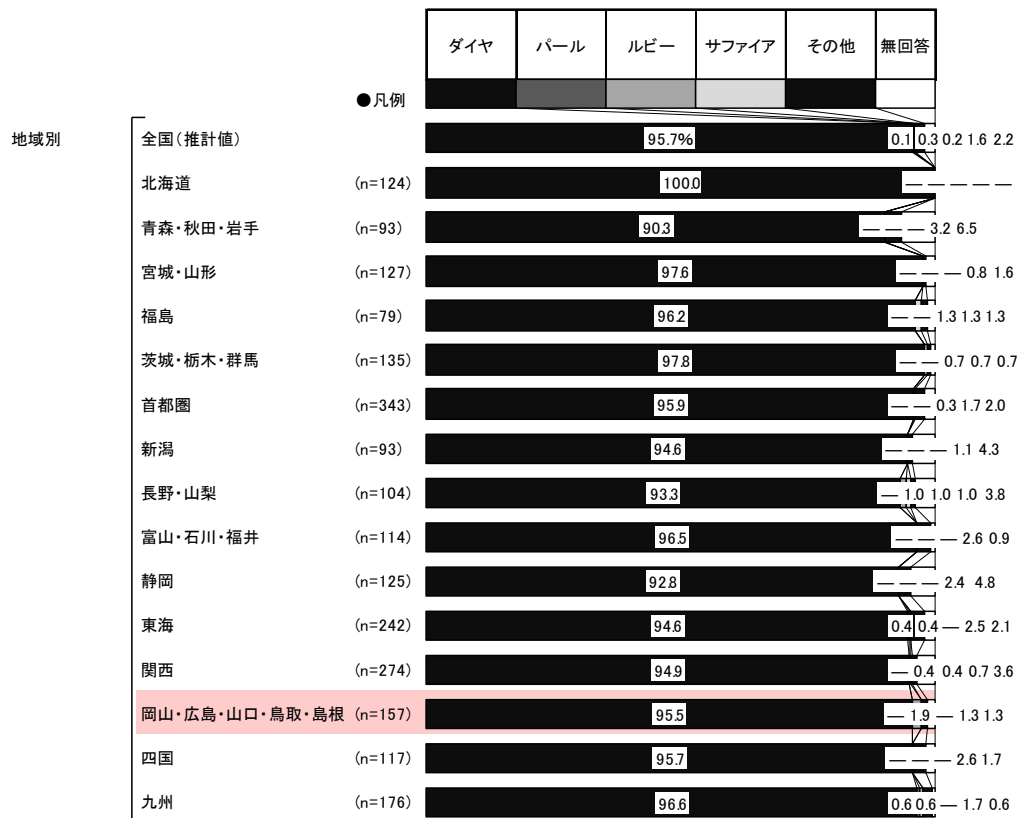 ダイヤ パール ルビー サファイア その他 無回答
●凡例
地域別 全国(推計値) 95.7% 0.1 0.3 0.2 1.6 2.2
北海道 (n=124) 100.0 — — — — —
青森・秋田・岩手 (n=93) 90.3 — — — 3.2 6.5
宮城・山形 (n=127) 97.6 — — — 0.8 1.6
福島 (n=79) 96.2 — — 1.3 1.3 1.3
茨城・栃木・群馬 (n=135) 97.8 — — 0.7 0.7 0.7
首都圏 (n=343) 95.9 — — 0.3 1.7 2.0
新潟 (n=93) 94.6 — — — 1.1 4.3
長野・山梨 (n=104) 93.3 — 1.0 1.0 1.0 3.8
富山・石川・福井 (n=114) 96.5 — — — 2.6 0.9
静岡 (n=125) 92.8 — — — 2.4 4.8
東海 (n=242) 94.6 0.4 0.4 — 2.5 2.1
関西 (n=274) 94.9 — 0.4 0.4 0.7 3.6
岡山・広島・山口・鳥取・島根 (n=157) 95.5 — 1.9 — 1.3 1.3
四国 (n=117) 95.7 — — — 2.6 1.7
九州 (n=176) 96.6 0.6 0.6 — 1.7 0.6